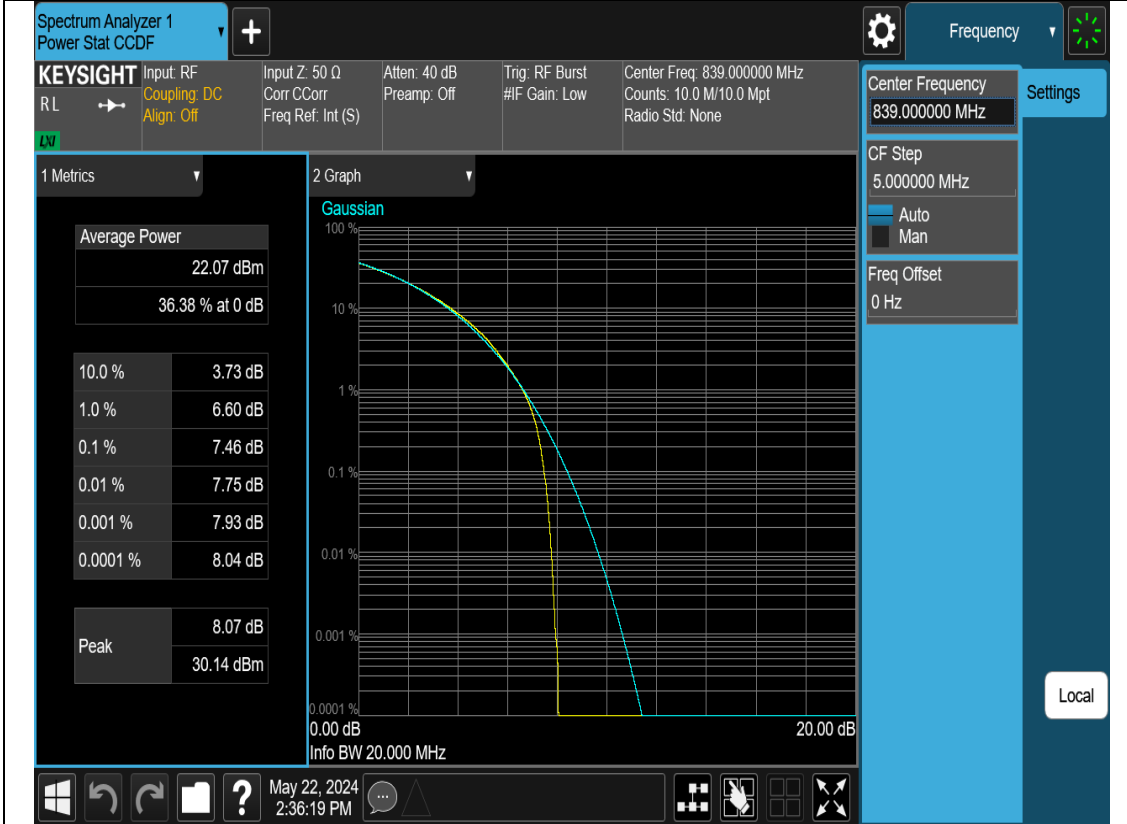 Spectrum Analyzer 1
Power Stat CCDF
+
Frequency
KEYSIGHT
Input: RF
Input Z: 50 Ω
Atten: 40 dB
Trig: RF Burst
Center Freq: 839.000000 MHz
RL
Coupling: DC
Corr CCorr
Preamp: Off
#IF Gain: Low
Counts: 10.0 M/10.0 Mpt
Align: Off
Freq Ref: Int (S)
Radio Std: None
LXI
Center Frequency
839.000000 MHz
Settings
CF Step
5.000000 MHz
Auto
Man
Freq Offset
0 Hz
Local
1 Metrics
Average Power
22.07 dBm
36.38 % at 0 dB
10.0 % 3.73 dB
1.0 % 6.60 dB
0.1 % 7.46 dB
0.01 % 7.75 dB
0.001 % 7.93 dB
0.0001 % 8.04 dB
Peak
8.07 dB
30.14 dBm
2 Graph
Gaussian
100 %
10 %
1 %
0.1 %
0.01 %
0.001 %
0.0001 %
0.00 dB 20.00 dB
Info BW 20.000 MHz
?
May 22, 2024
2:36:19 PM